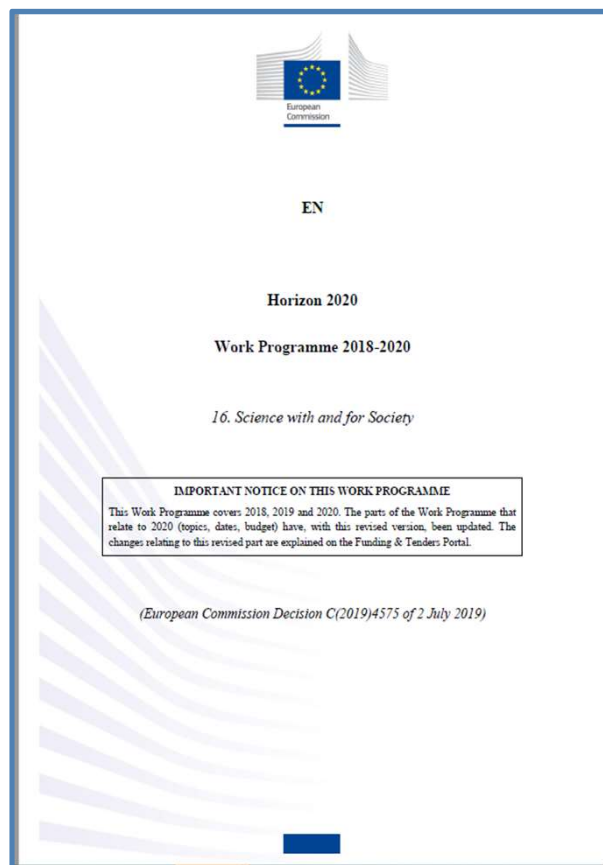 European
Commission
EN
Horizon 2020
Work Programme 2018-2020
16. Science with and for Society
IMPORTANT NOTICE ON THIS WORK PROGRAMME
This Work Programme covers 2018, 2019 and 2020. The parts of the Work Programme that
relate to 2020 (topics, dates, budget) have, with this revised version, been updated. The
changes relating to this revised part are explained on the Funding & Tenders Portal.
(European Commission Decision C(2019)4575 of 2 July 2019)